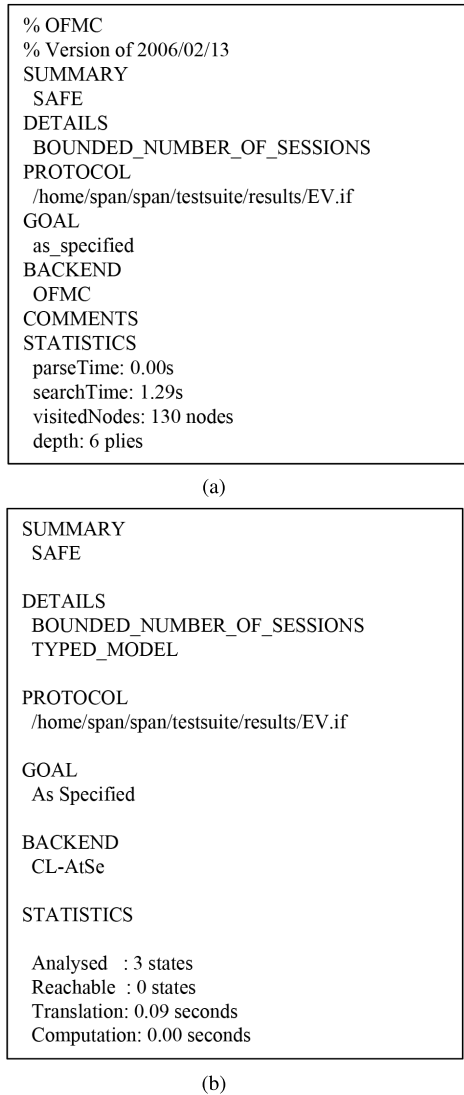 % OFMC
% Version of 2006/02/13
SUMMARY
SAFE
DETAILS
BOUNDED_NUMBER_OF_SESSIONS
PROTOCOL
/home/span/span/testsuite/results/EV.if
GOAL
as_specified
BACKEND
OFMC
COMMENTS
STATISTICS
parseTime: 0.00s
searchTime: 1.29s
visitedNodes: 130 nodes
depth: 6 plies
(a)
SUMMARY
SAFE
DETAILS
BOUNDED_NUMBER_OF_SESSIONS
TYPED_MODEL
PROTOCOL
/home/span/span/testsuite/results/EV.if
GOAL
As Specified
BACKEND
CL-AtSe
STATISTICS
Analysed : 3 states
Reachable : 0 states
Translation: 0.09 seconds
Computation: 0.00 seconds
(b)